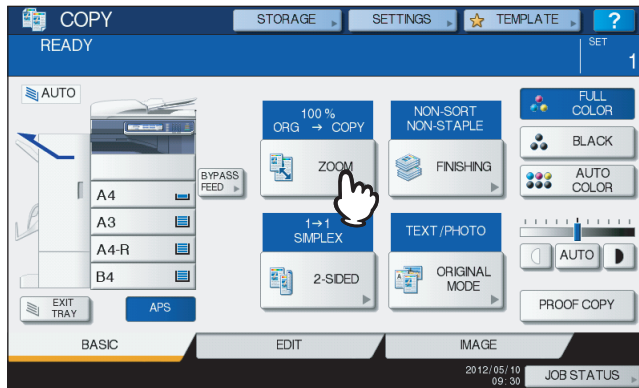 COPY
STORAGE
SETTINGS
TEMPLATE
?
READY
SET
1
AUTO
100 %
ORG → COPY
ZOOM
NON-SORT
NON-STAPLE
FINISHING
FULL
COLOR
BLACK
AUTO
COLOR
BYPASS
FEED
A4
A3
A4-R
B4
1→1
SIMPLEX
2-SIDED
TEXT/PHOTO
ORIGINAL
MODE
AUTO
EXIT
TRAY
APS
PROOF COPY
BASIC
EDIT
IMAGE
2012/05/10
09:30
JOB STATUS